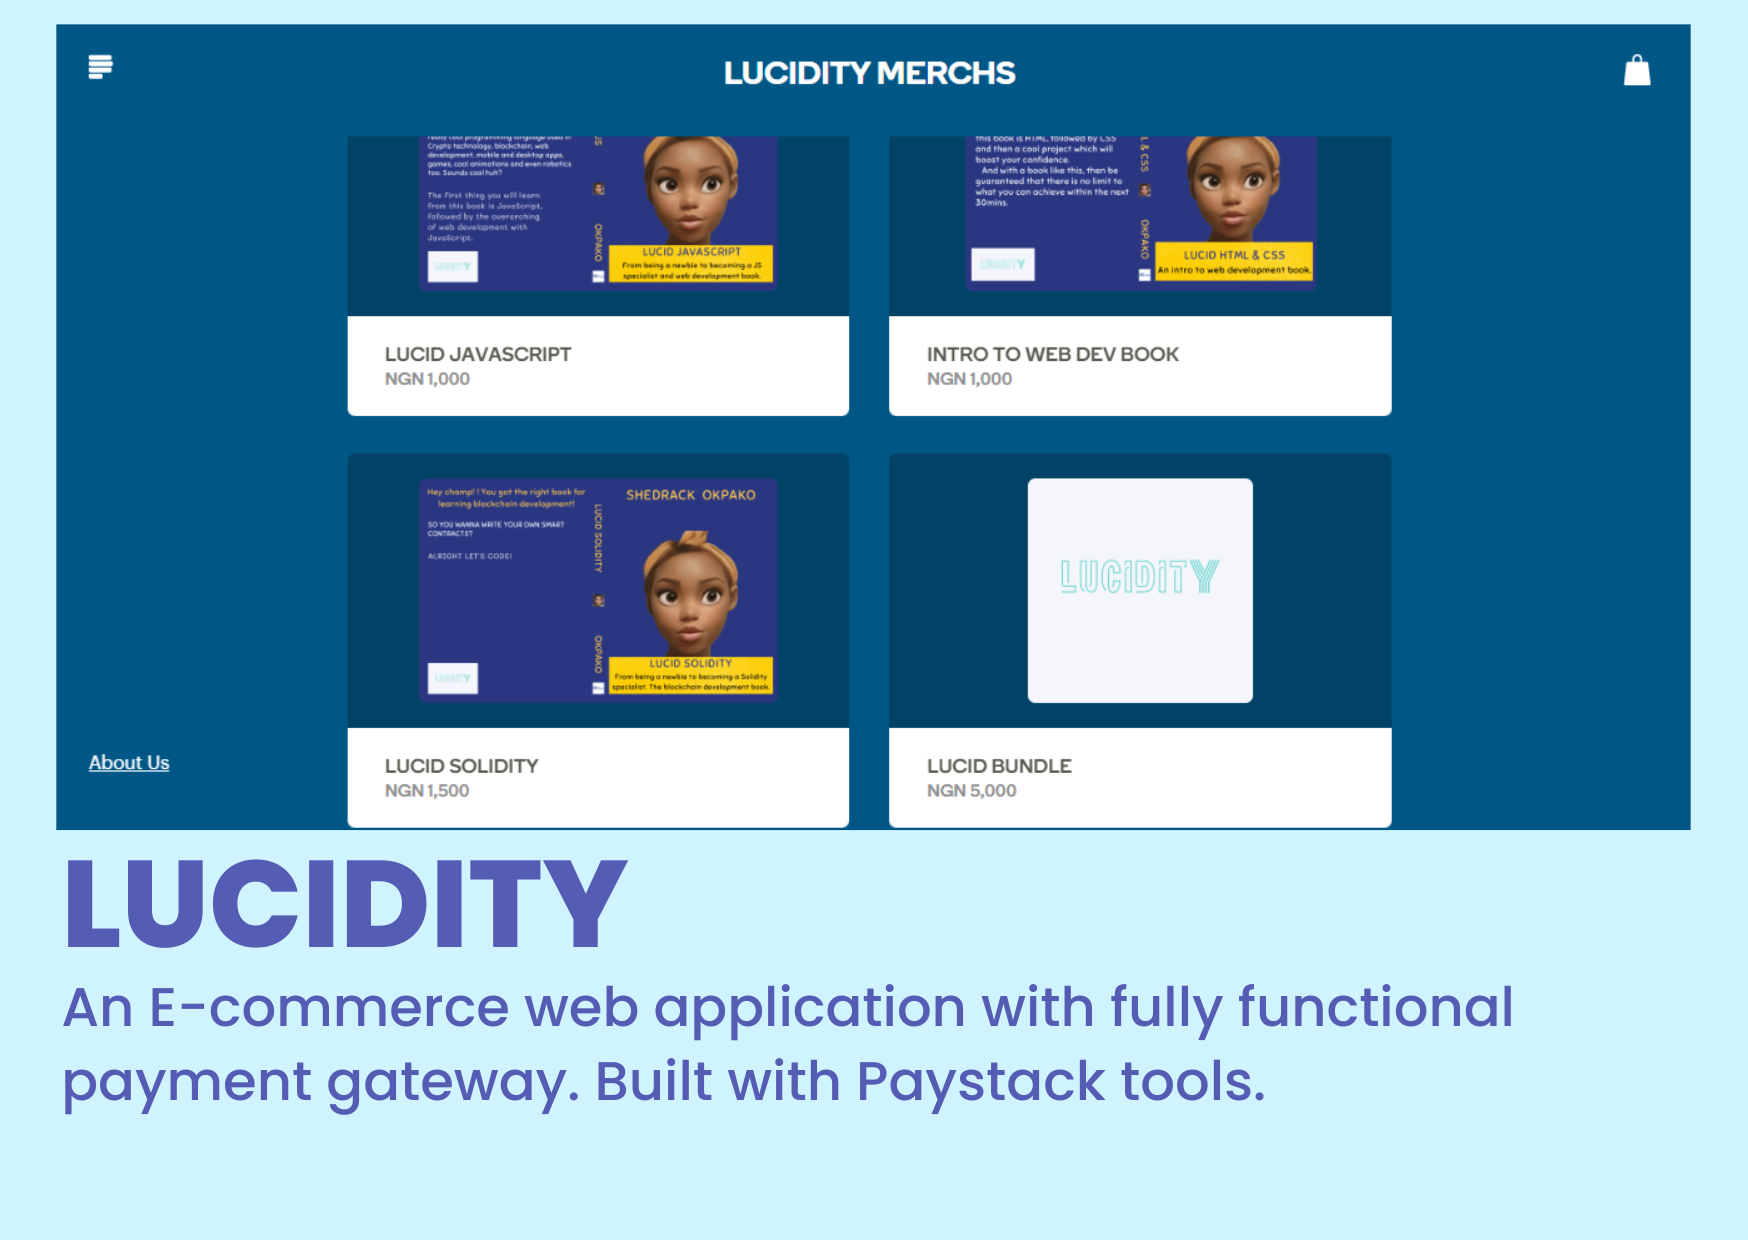 LUCIDITY MERCHS
really cool programming language used in
Crypto technology, blockchain, web
development, mobile and desktop apps,
games, cool animations and even robotics
too. Sounds cool huh?
The first thing you will learn
from this book is JavaScript,
followed by the overarching
of web development with
JavaScript.
LUCIDITY
JS
OKPAKO
LUCID JAVASCRIPT
From being a newbie to becoming a JS
specialist and web development book.
LUCID JAVASCRIPT
NGN 1,000
this book is HTML, followed by CSS
and then a cool project which will
boost your confidence.
And with a book like this, then be
guaranteed that there is no limit to
what you can achieve within the next
30mins.
LUCIDITY
L & CSS
OKPAKO
LUCID HTML & CSS
An intro to web development book.
INTRO TO WEB DEV BOOK
NGN 1,000
Hey champ! ! You got the right book for
learning blockchain development!
SO YOU WANNA WRITE YOUR OWN SMART
CONTRACTS?
ALRIGHT LET'S CODE!
LUCIDITY
LUCID SOLIDITY
OKPAKO
SHEDRACK OKPAKO
LUCID SOLIDITY
From being a newbie to becoming a Solidity
specialist. The blockchain development book.
LUCID SOLIDITY
NGN 1,500
LUCIDITY
LUCID BUNDLE
NGN 5,000
About Us
LUCIDITY
An E-commerce web application with fully functional
payment gateway. Built with Paystack tools.